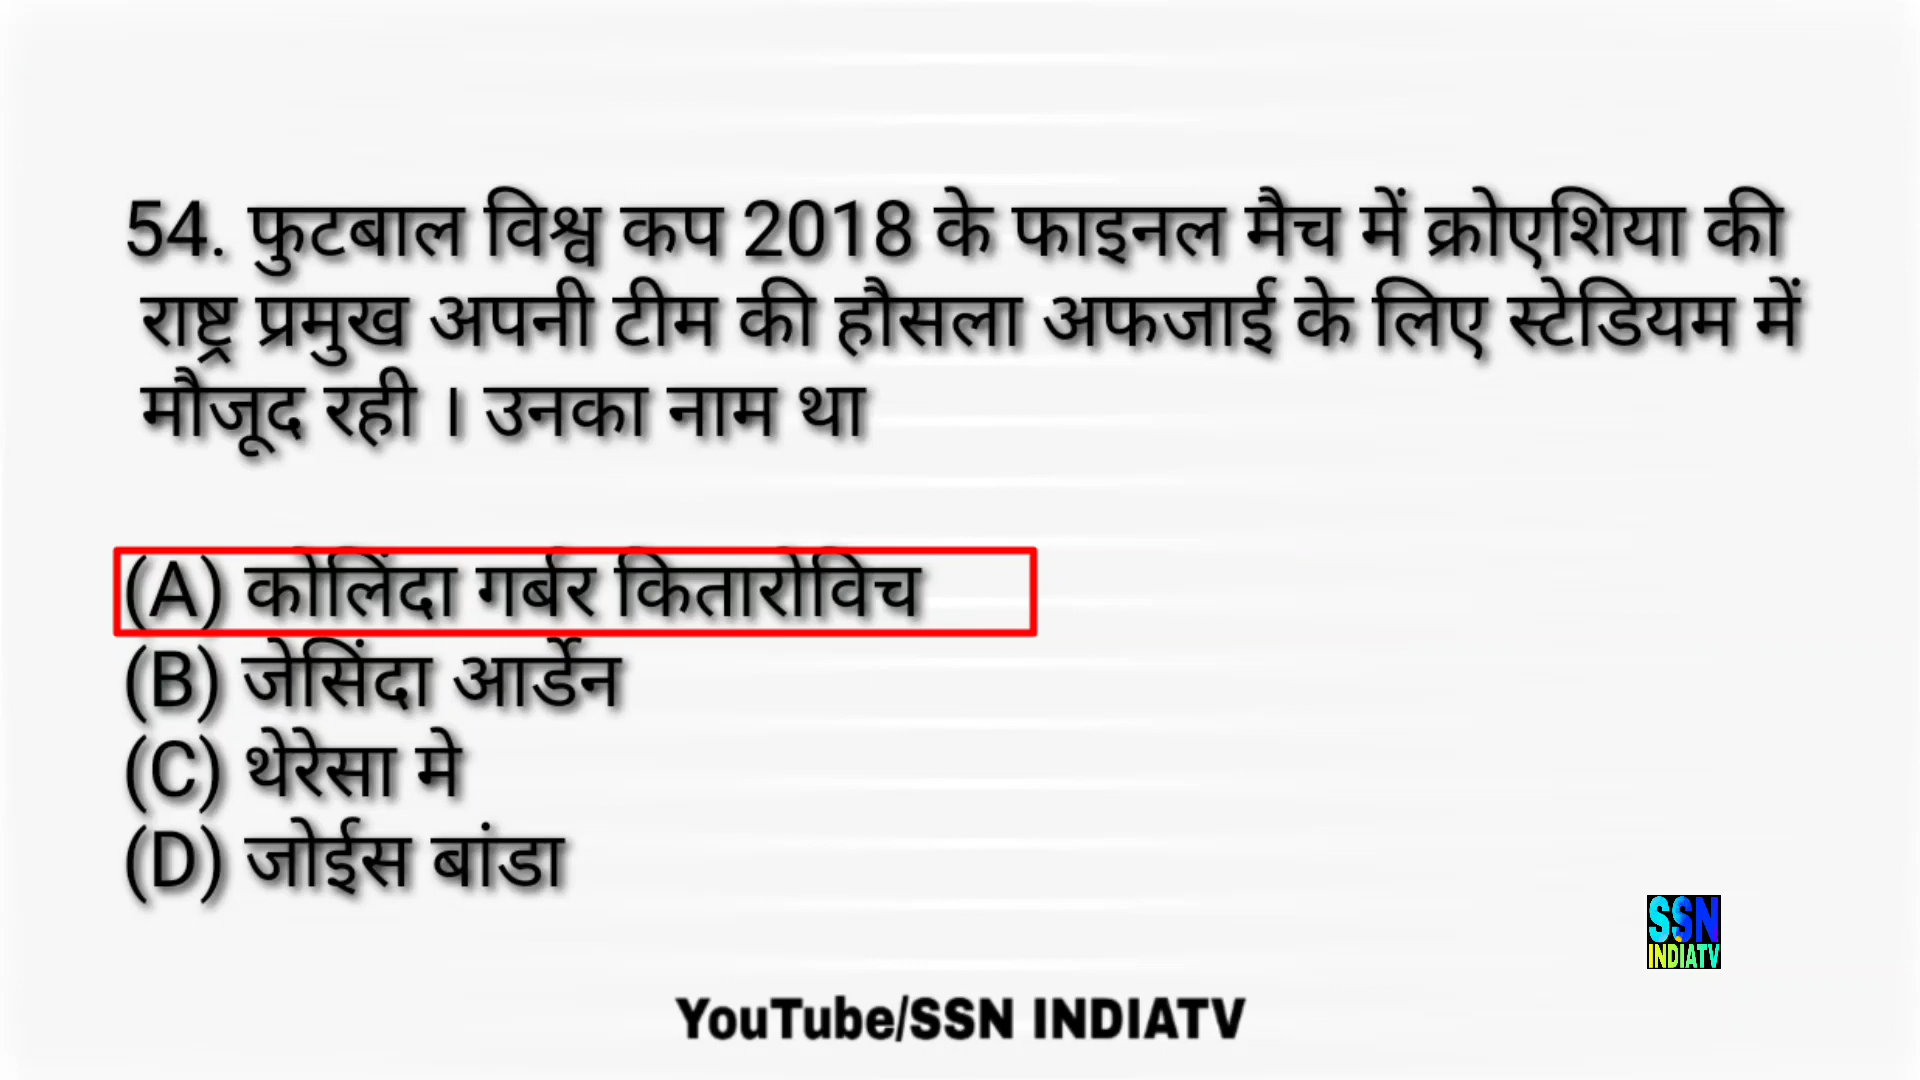 54. फुटबाल विश्व कप 2018 के फाइनल मैच में क्रोएशिया की
राष्ट्र प्रमुख अपनी टीम की हौसला अफजाई के लिए स्टेडियम में
मौजूद रही । उनका नाम था
(A) कोलिंदा गर्बर कितारोविच
(B) जेसिंदा आर्डेन
(C) थेरेसा मे
(D) जोईस बांडा
SSN
INDIATV
YouTube/SSN INDIATV